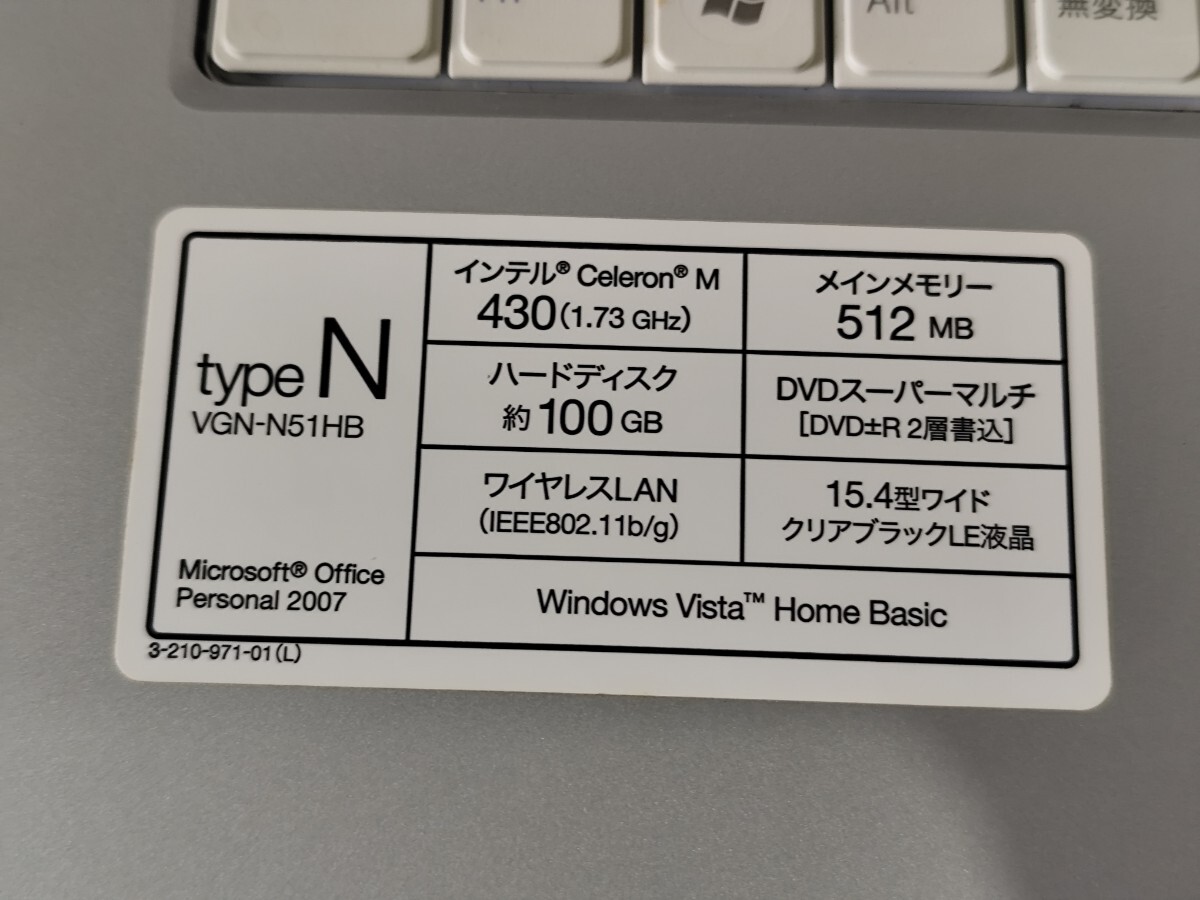 Alt
無変換
type N
VGN-N51HB
Microsoft® Office
Personal 2007
インテル® Celeron® M
430(1.73 GHz)
メインメモリー
512 MB
ハードディスク
約 100 GB
DVDスーパーマルチ
[DVD±R 2層書込]
ワイヤレスLAN
(IEEE802.11b/g)
15.4型ワイド
クリアブラックLE液晶
Windows Vista™ Home Basic
3-210-971-01(L)